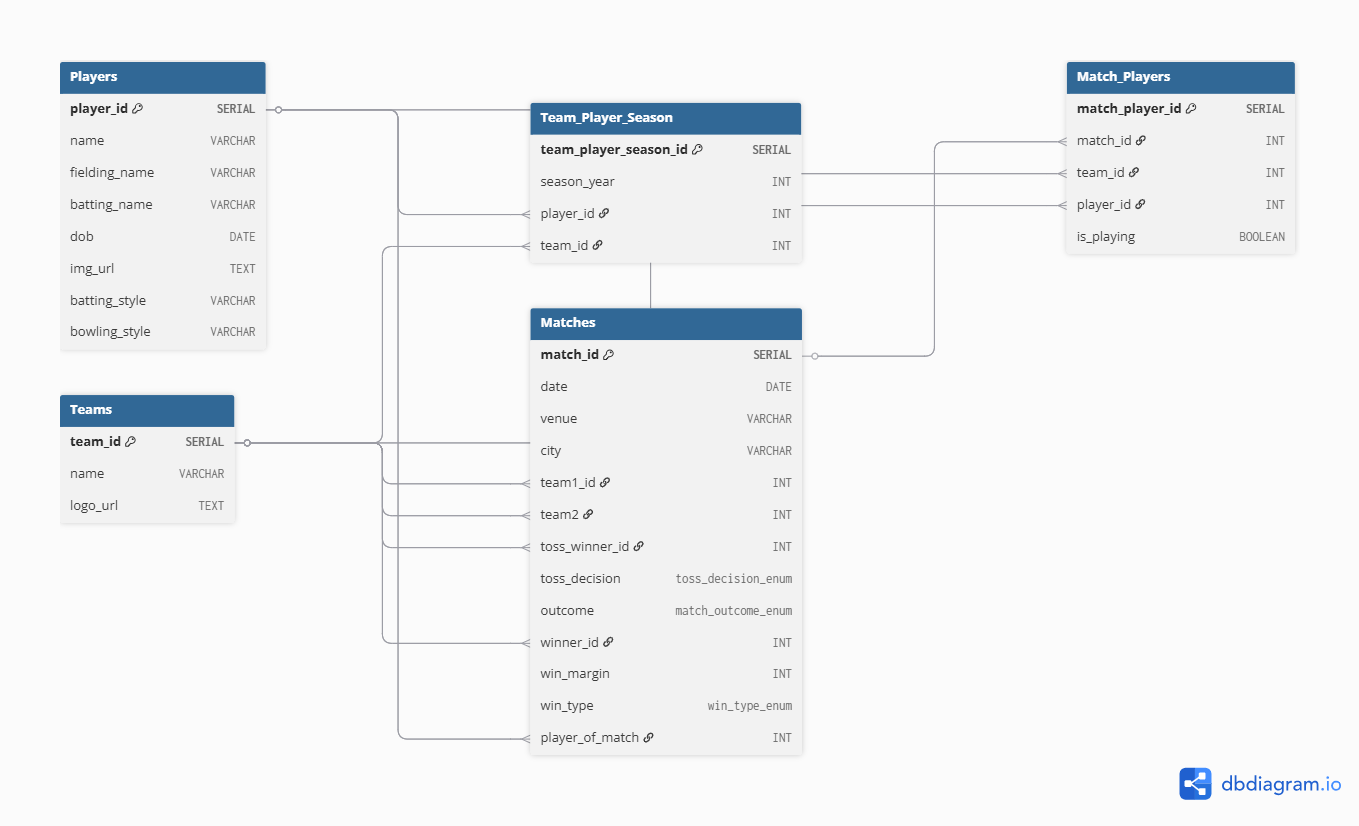 Players
player_id SERIAL
name VARCHAR
fielding_name VARCHAR
batting_name VARCHAR
dob DATE
img_url TEXT
batting_style VARCHAR
bowling_style VARCHAR
Teams
team_id SERIAL
name VARCHAR
logo_url TEXT
Team_Player_Season
team_player_season_id SERIAL
season_year INT
player_id INT
team_id INT
Matches
match_id SERIAL
date DATE
venue VARCHAR
city VARCHAR
team1_id INT
team2 INT
toss_winner_id INT
toss_decision toss_decision_enum
outcome match_outcome_enum
winner_id INT
win_margin INT
win_type win_type_enum
player_of_match INT
Match_Players
match_player_id SERIAL
match_id INT
team_id INT
player_id INT
is_playing BOOLEAN
dbdiagram.io